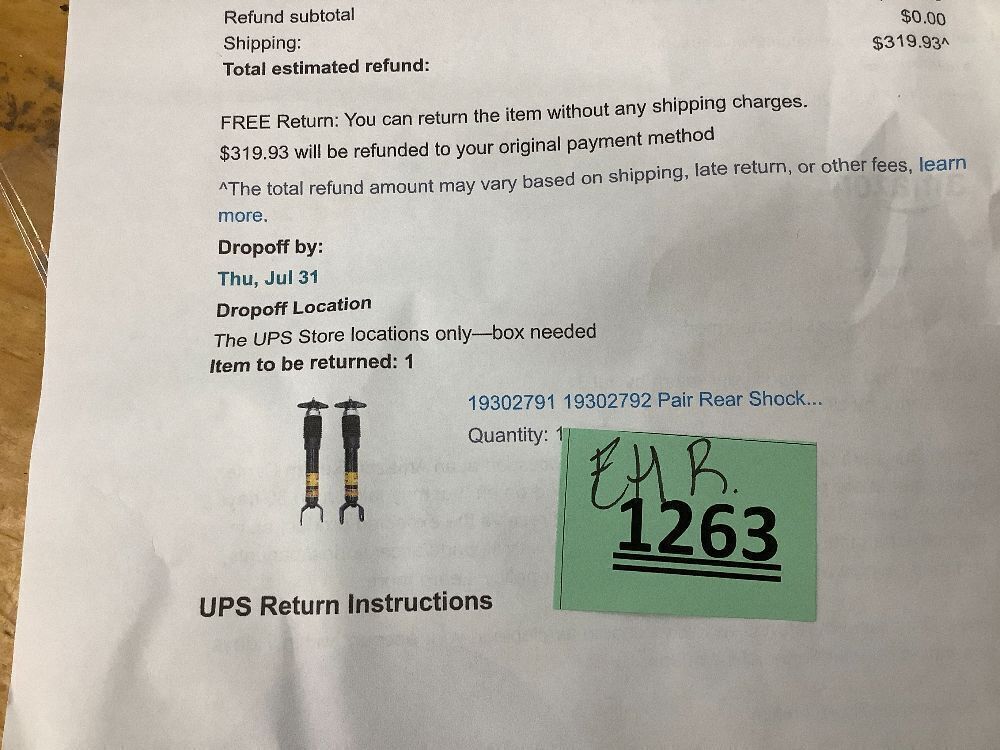 Refund subtotal
Shipping: $0.00
Total estimated refund: $319.93^
FREE Return: You can return the item without any shipping charges.
$319.93 will be refunded to your original payment method
^The total refund amount may vary based on shipping, late return, or other fees, learn
more.
Dropoff by:
Thu, Jul 31
Dropoff Location
The UPS Store locations only—box needed
Item to be returned: 1
19302791 19302792 Pair Rear Shock...
Quantity: 1
EHR.
1263
UPS Return Instructions